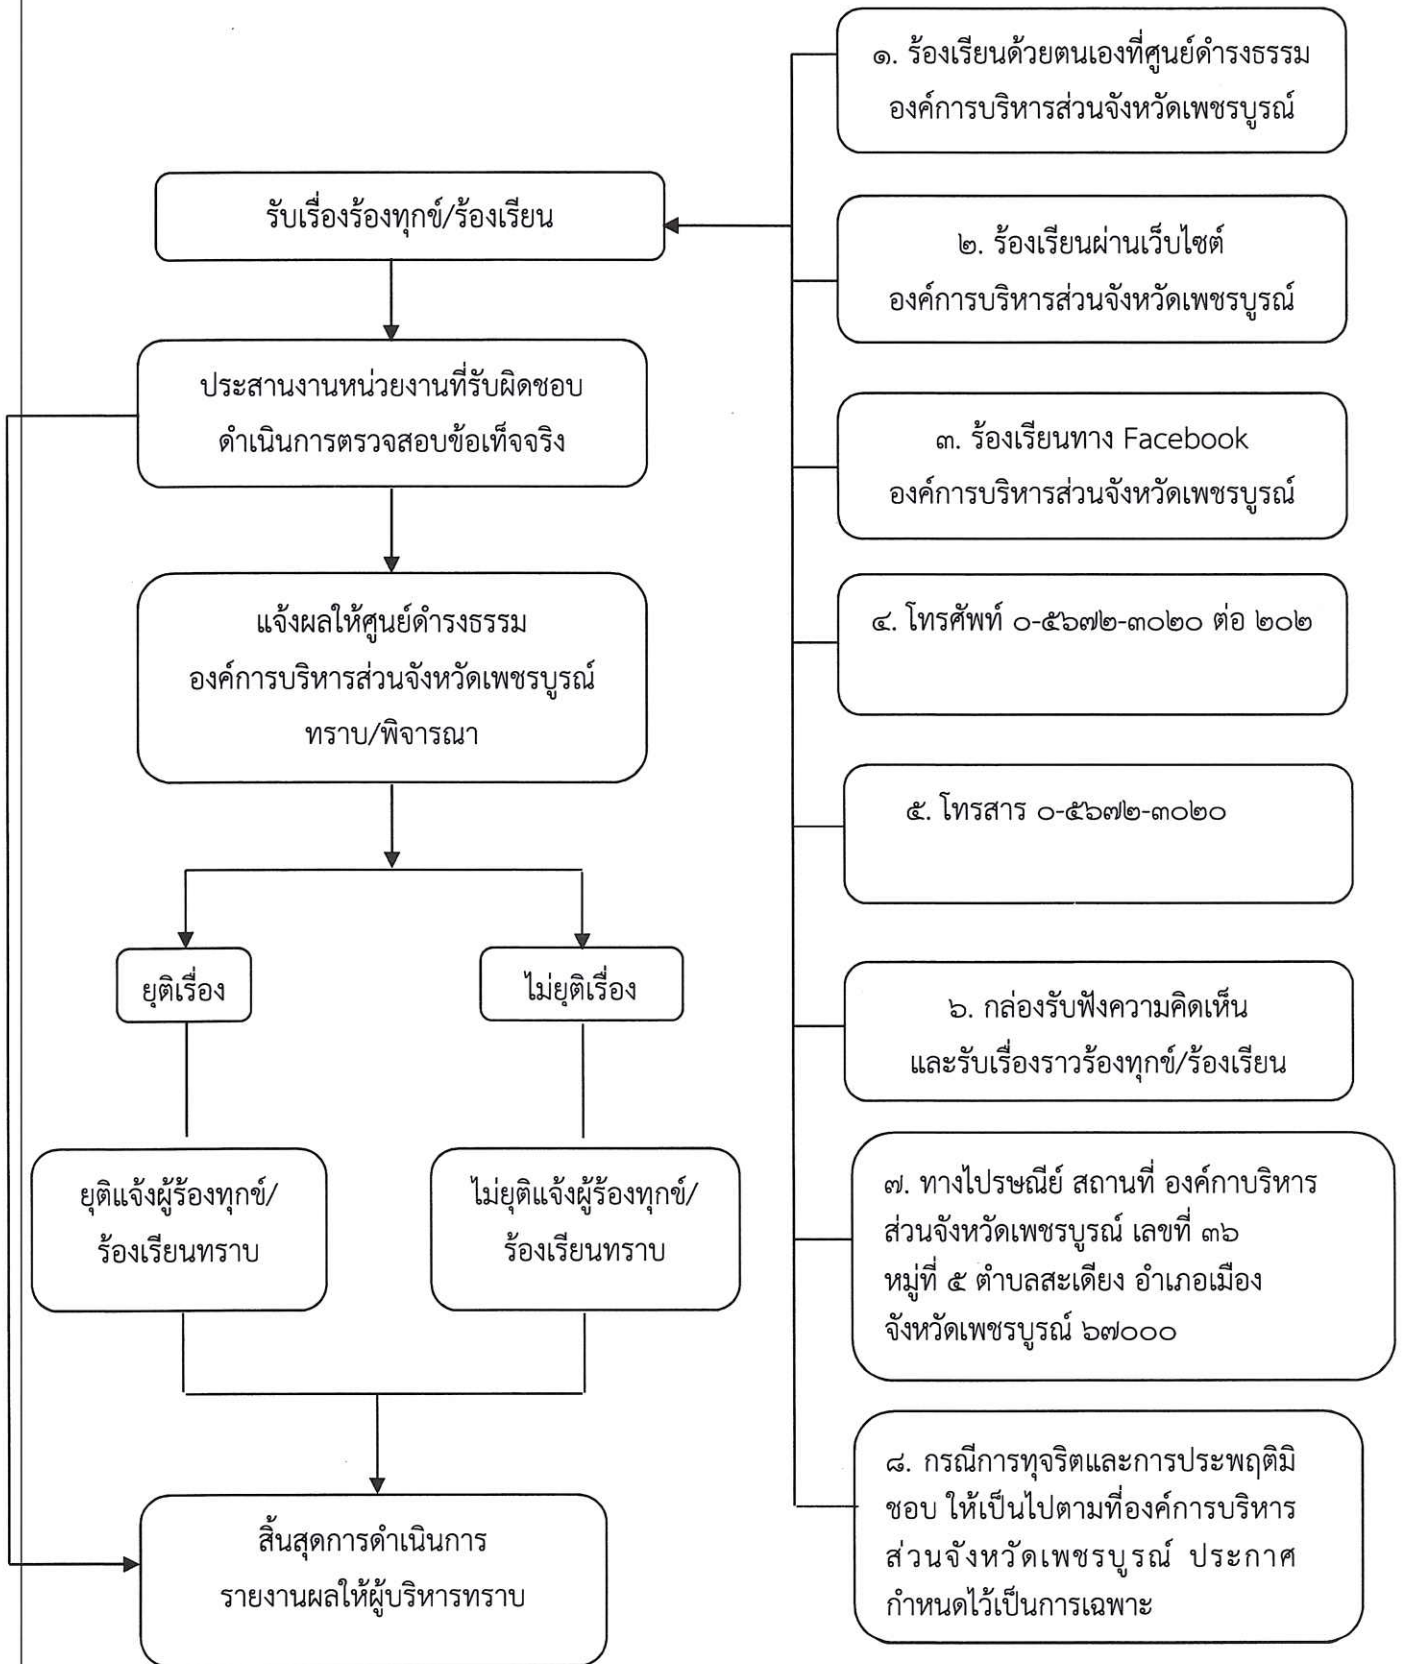 ๑. ร้องเรียนด้วยตนเองที่ศูนย์ดำรงธรรม
องค์การบริหารส่วนจังหวัดเพชรบูรณ์
รับเรื่องร้องทุกข์/ร้องเรียน
๒. ร้องเรียนผ่านเว็บไซต์
องค์การบริหารส่วนจังหวัดเพชรบูรณ์
ประสานงานหน่วยงานที่รับผิดชอบ
ดำเนินการตรวจสอบข้อเท็จจริง
๓. ร้องเรียนทาง Facebook
องค์การบริหารส่วนจังหวัดเพชรบูรณ์
แจ้งผลให้ศูนย์ดำรงธรรม
องค์การบริหารส่วนจังหวัดเพชรบูรณ์
ทราบ/พิจารณา
๔. โทรศัพท์ ๐-๕๖๗๒-๓๐๒๐ ต่อ ๒๐๒
๕. โทรสาร ๐-๕๖๗๒-๓๐๒๐
ยุติเรื่อง
ไม่ยุติเรื่อง
๖. กล่องรับฟังความคิดเห็น
และรับเรื่องราวร้องทุกข์/ร้องเรียน
ยุติแจ้งผู้ร้องทุกข์/
ร้องเรียนทราบ
ไม่ยุติแจ้งผู้ร้องทุกข์/
ร้องเรียนทราบ
๗. ทางไปรษณีย์ สถานที่ องค์กาบริหาร
ส่วนจังหวัดเพชรบูรณ์ เลขที่ ๓๖
หมู่ที่ ๕ ตำบลสะเดียง อำเภอเมือง
จังหวัดเพชรบูรณ์ ๖๗๐๐๐
๘. กรณีการทุจริตและการประพฤติมิ
ชอบ ให้เป็นไปตามที่องค์การบริหาร
ส่วนจังหวัดเพชรบูรณ์ ประกาศ
กำหนดไว้เป็นการเฉพาะ
สิ้นสุดการดำเนินการ
รายงานผลให้ผู้บริหารทราบ